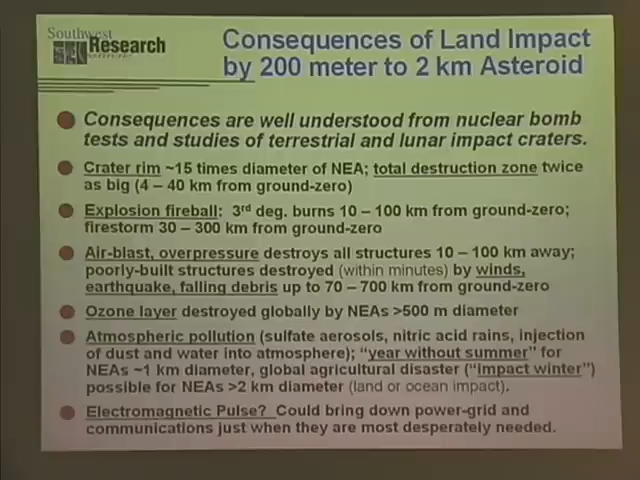 Southwest
Research
Consequences of Land Impact
by 200 meter to 2 km Asteroid
Consequences are well understood from nuclear bomb
tests and studies of terrestrial and lunar impact craters.
Crater rim ~15 times diameter of NEA; total destruction zone twice
as big (4 – 40 km from ground-zero)
Explosion fireball: 3rd deg. burns 10 – 100 km from ground-zero;
firestorm 30 – 300 km from ground-zero
Air-blast, overpressure destroys all structures 10 – 100 km away;
poorly-built structures destroyed (within minutes) by winds,
earthquake, falling debris up to 70 – 700 km from ground-zero
Ozone layer destroyed globally by NEAs >500 m diameter
Atmospheric pollution (sulfate aerosols, nitric acid rains, injection
of dust and water into atmosphere); "year without summer" for
NEAs ~1 km diameter, global agricultural disaster ("impact winter")
possible for NEAs >2 km diameter (land or ocean impact).
Electromagnetic Pulse? Could bring down power-grid and
communications just when they are most desperately needed.